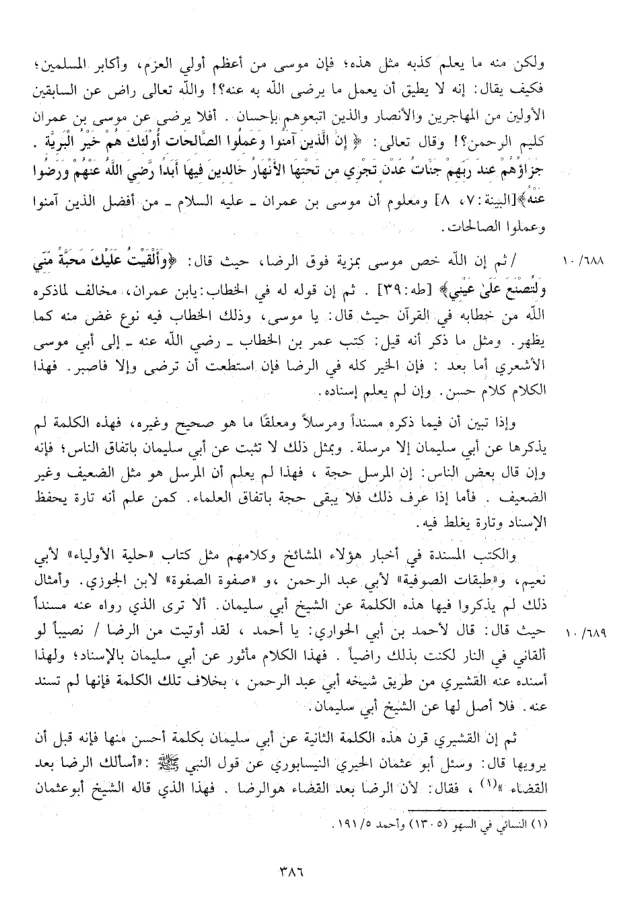 ولكن منه ما يعلم كذبه مثل هذه؛ فإن موسى من أعظم أولي العزم، وأكابر المسلمين؛
فكيف يقال: إنه لا يطيق أن يعمل ما يرضى الله به عنه؟! والله تعالى راض عن السابقين
الأولين من المهاجرين والأنصار والذين اتبعوهم بإحسان. أفلا يرضى عن موسى بن عمران
كليم الرحمن؟! وقال تعالى: ﴿ إِنَّ الَّذِينَ آمَنُوا وَعَمِلُوا الصَّالِحَاتِ أُوْلَئِكَ هُمْ خَيْرُ الْبَرِيَّةِ .
جَزَاؤُهُمْ عِندَ رَبِّهِمْ جَنَّاتُ عَدْنٍ تَجْرِي مِن تَحْتِهَا الأَنْهَارُ خَالِدِينَ فِيهَا أَبَدًا رَّضِيَ اللَّهُ عَنْهُمْ وَرَضُوا
عَنْهُ﴾[البينة:٧، ٨] ومعلوم أن موسى بن عمران ـ عليه السلام ـ من أفضل الذين آمنوا
وعملوا الصالحات.
١٠/٦٨٨ / ثم إن الله خص موسى بمزية فوق الرضا، حيث قال: ﴿وَأَلْقَيْتُ عَلَيْكَ مَحَبَّةً مِّنِّي
وَلِتُصْنَعَ عَلَىٰ عَيْنِي﴾ [طه:٣٩] . ثم إن قوله له في الخطاب:يابن عمران، مخالف لماذكره
الله من خطابه في القرآن حيث قال: يا موسى، وذلك الخطاب فيه نوع غض منه كما
يظهر. ومثل ما ذكر أنه قيل: كتب عمر بن الخطاب ـ رضي الله عنه ـ إلى أبي موسى
الأشعري أما بعد : فإن الخير كله في الرضا فإن استطعت أن ترضى وإلا فاصبر. فهذا
الكلام كلام حسن. وإن لم يعلم إسناده.
وإذا تبين أن فيما ذكره مسنداً ومرسلاً ومعلقًا ما هو صحيح وغيره، فهذه الكلمة لم
يذكرها عن أبي سليمان إلا مرسلة. وبمثل ذلك لا تثبت عن أبي سليمان باتفاق الناس؛ فإنه
وإن قال بعض الناس: إن المرسل حجة ، فهذا لم يعلم أن المرسل هو مثل الضعيف وغير
الضعيف . فأما إذا عرف ذلك فلا يبقى حجة باتفاق العلماء. كمن علم أنه تارة يحفظ
الإسناد وتارة يغلط فيه.
والكتب المسندة في أخبار هؤلاء المشائخ وكلامهم مثل كتاب «حلية الأولياء» لأبي
نعيم، و«طبقات الصوفية» لأبي عبد الرحمن ،و «صفوة الصفوة» لابن الجوزي. وأمثال
ذلك لم يذكروا فيها هذه الكلمة عن الشيخ أبي سليمان. ألا ترى الذي رواه عنه مسنداً
١٠/٦٨٩ حيث قال: قال لأحمد بن أبي الحواري: يا أحمد ، لقد أوتيت من الرضا / نصيباً لو
ألقاني في النار لكنت بذلك راضياً . فهذا الكلام مأثور عن أبي سليمان بالإسناد؛ ولهذا
أسنده عنه القشيري من طريق شيخه أبي عبد الرحمن ، بخلاف تلك الكلمة فإنها لم تسند
عنه. فلا أصل لها عن الشيخ أبي سليمان.
ثم إن القشيري قرن هذه الكلمة الثانية عن أبي سليمان بكلمة أحسن منها فإنه قبل أن
يرويها قال: وسئل أبو عثمان الحيري النيسابوري عن قول النبي ﷺ :«أسألك الرضا بعد
القضاء »(١) ، فقال: لأن الرضا بعد القضاء هوالرضا . فهذا الذي قاله الشيخ أبوعثمان
(١) النسائي في السهو (١٣٠٥) وأحمد ١٩١/٥ .
٣٨٦